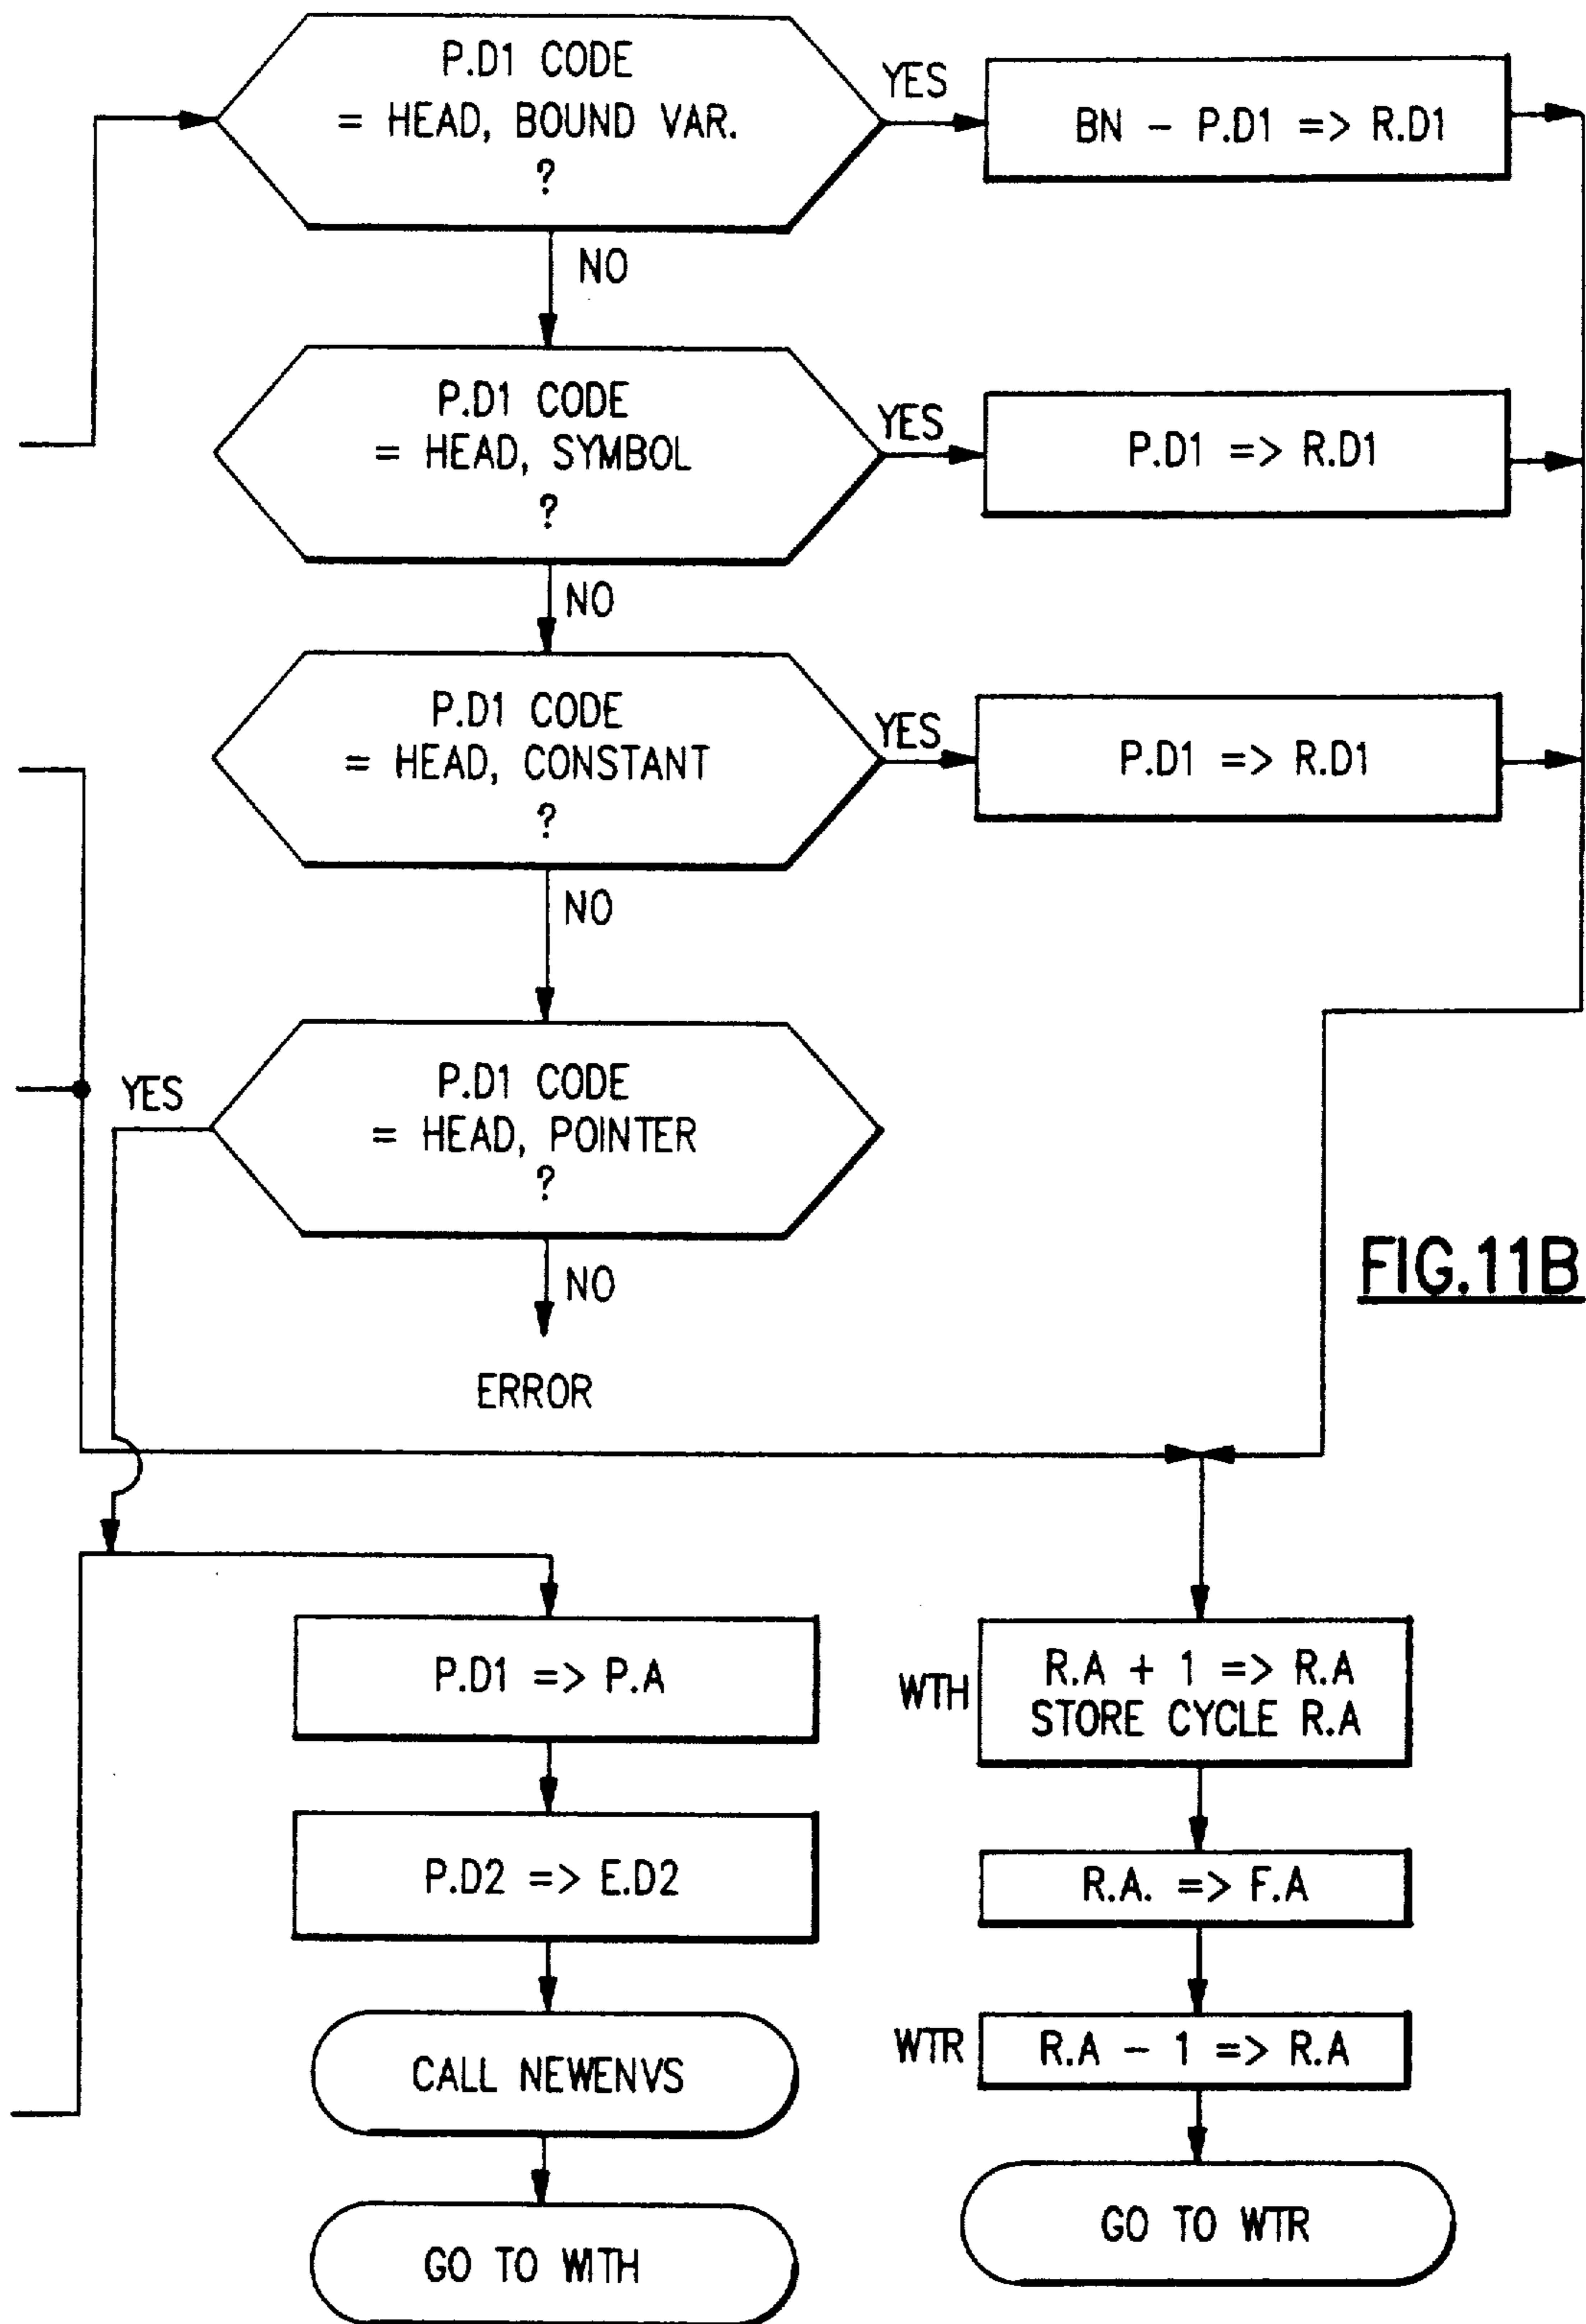 P.D1 CODE
= HEAD, BOUND VAR.
?
YES
BN - P.D1 => R.D1
NO
P.D1 CODE
= HEAD, SYMBOL
?
YES
P.D1 => R.D1
NO
P.D1 CODE
= HEAD, CONSTANT
?
YES
P.D1 => R.D1
NO
P.D1 CODE
= HEAD, POINTER
?
YES
NO
ERROR
FIG.11B
P.D1 => P.A
P.D2 => E.D2
CALL NEWENVS
GO TO WITH
WTH
R.A + 1 => R.A
STORE CYCLE R.A
R.A. => F.A
WTR
R.A - 1 => R.A
GO TO WTR